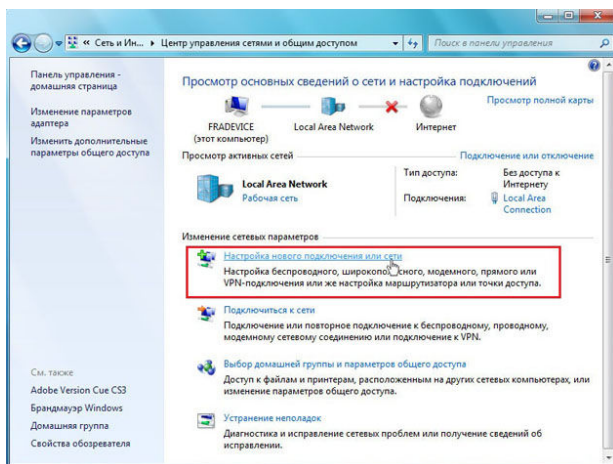 « Сеть и Ин... ▸ Центр управления сетями и общим доступом
Поиск в панели управления
Панель управления -
домашняя страница
Изменение параметров
адаптера
Изменить дополнительные
параметры общего доступа
Просмотр основных сведений о сети и настройка подключений
Просмотр полной карты
FRADEVICE
(этот компьютер)
Local Area Network
Интернет
Просмотр активных сетей
Подключение или отключение
Local Area Network
Рабочая сеть
Тип доступа:
Без доступа к
Интернету
Подключения:
Local Area
Connection
Изменение сетевых параметров
Настройка нового подключения или сети
Настройка беспроводного, широкополосного, модемного, прямого или
VPN-подключения или же настройка маршрутизатора или точки доступа.
Подключиться к сети
Подключение или повторное подключение к беспроводному, проводному,
модемному сетевому соединению или подключение к VPN.
Выбор домашней группы и параметров общего доступа
Доступ к файлам и принтерам, расположенным на других сетевых компьютерах, или
изменение параметров общего доступа.
Устранение неполадок
Диагностика и исправление сетевых проблем или получение сведений об
исправлении.
См. также
Adobe Version Cue CS3
Брандмауэр Windows
Домашняя группа
Свойства обозревателя